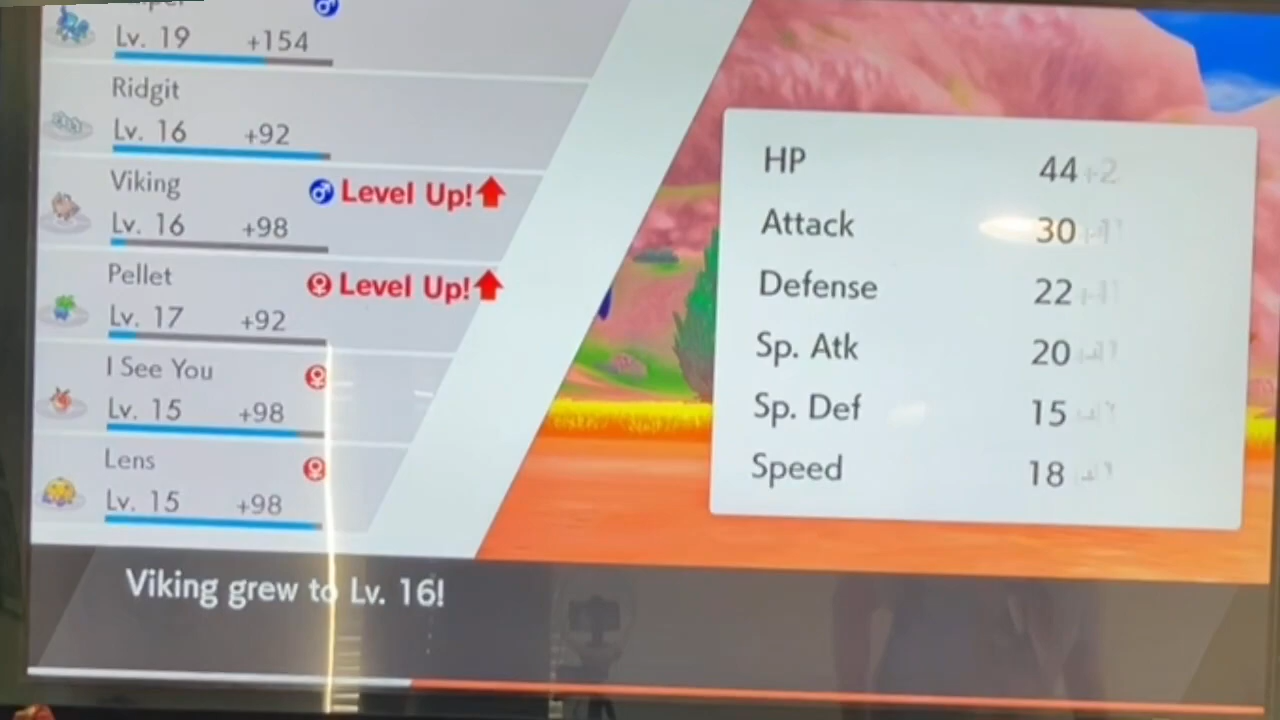 Lv. 19 +154
Ridgit
Lv. 16 +92
Viking Level Up!
Lv. 16 +98
Pellet Level Up!
Lv. 17 +92
I See You
Lv. 15 +98
Lens
Lv. 15 +98
HP 44 +2
Attack 30
Defense 22
Sp. Atk 20
Sp. Def 15
Speed 18
Viking grew to Lv. 16!